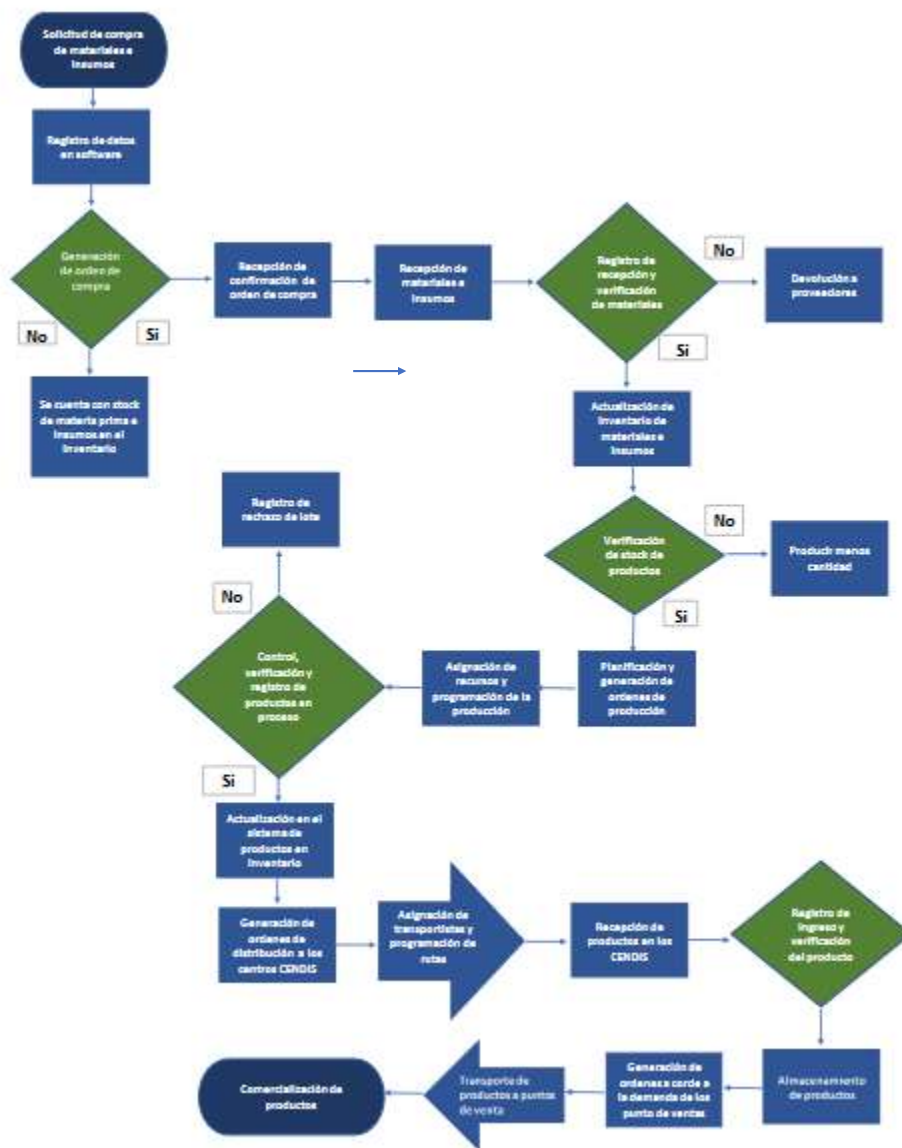 Solicitud de compra
de materiales e
insumos
Registro de datos
en software
Generación
de orden de
compra
No
Si
Se cuenta con stock
de materia prima e
insumos en el
inventario
Recepción de
confirmación de
orden de compra
Recepción de
materiales e
insumos
Registro de
recepción y
verificación
de materiales
No
Devolución a
proveedores
Si
Actualización de
inventario de
materiales e
insumos
Verificación
de stock de
productos
No
Producir menos
cantidad
Si
Planificación y
generación de
ordenes de
producción
Asignación de
recursos y
programación de la
producción
Control,
verificación y
registro de
productos en
proceso
No
Registro de
rechazo de lote
Si
Actualización en el
sistema de
productos en
inventario
Generación de
ordenes de
distribución a los
centros CENDIS
Asignación de
transportistas y
programación de
rutas
Recepción de
productos en los
CENDIS
Registro de
ingreso y
verificación
del producto
Almacenamiento
de productos
Generación de
ordenes a corde a
la demanda de los
punto de ventas
Transporte de
productos a puntos
de venta
Comercialización de
productos